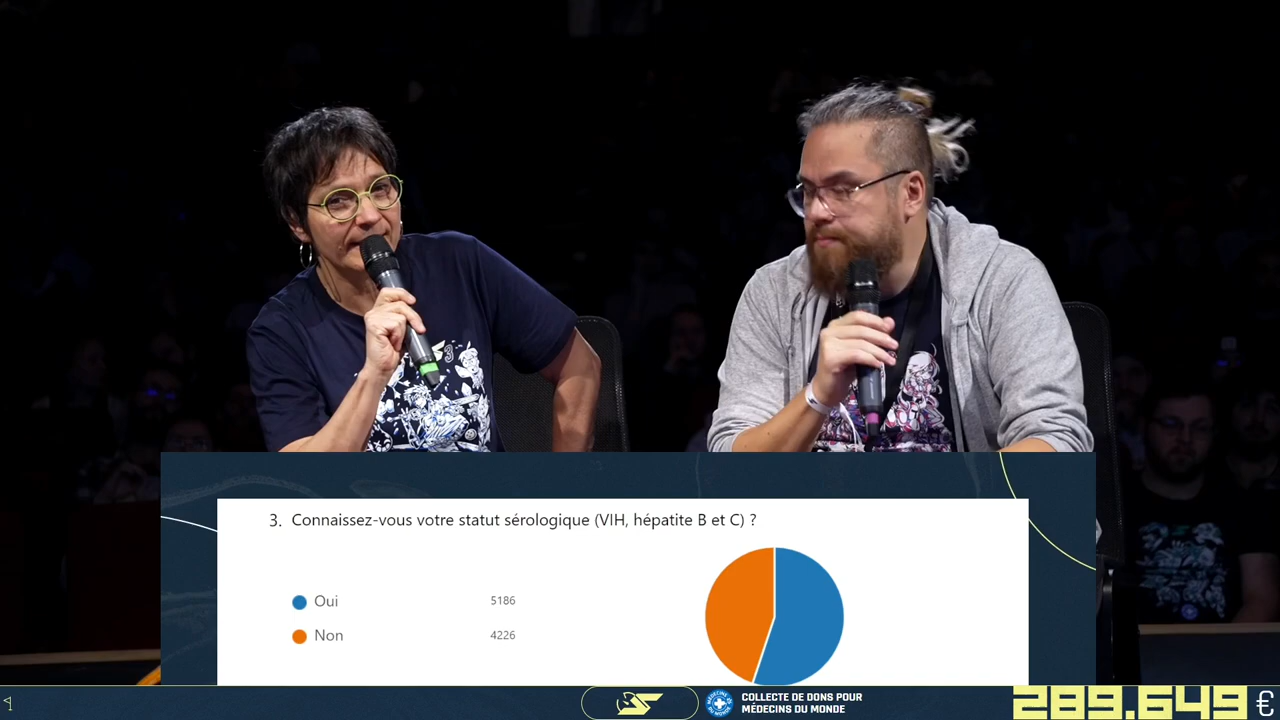 3. Connaissez-vous votre statut sérologique (VIH, hépatite B et C) ?
Oui 5186
Non 4226
COLLECTE DE DONS POUR
MÉDECINS DU MONDE
289.649 €